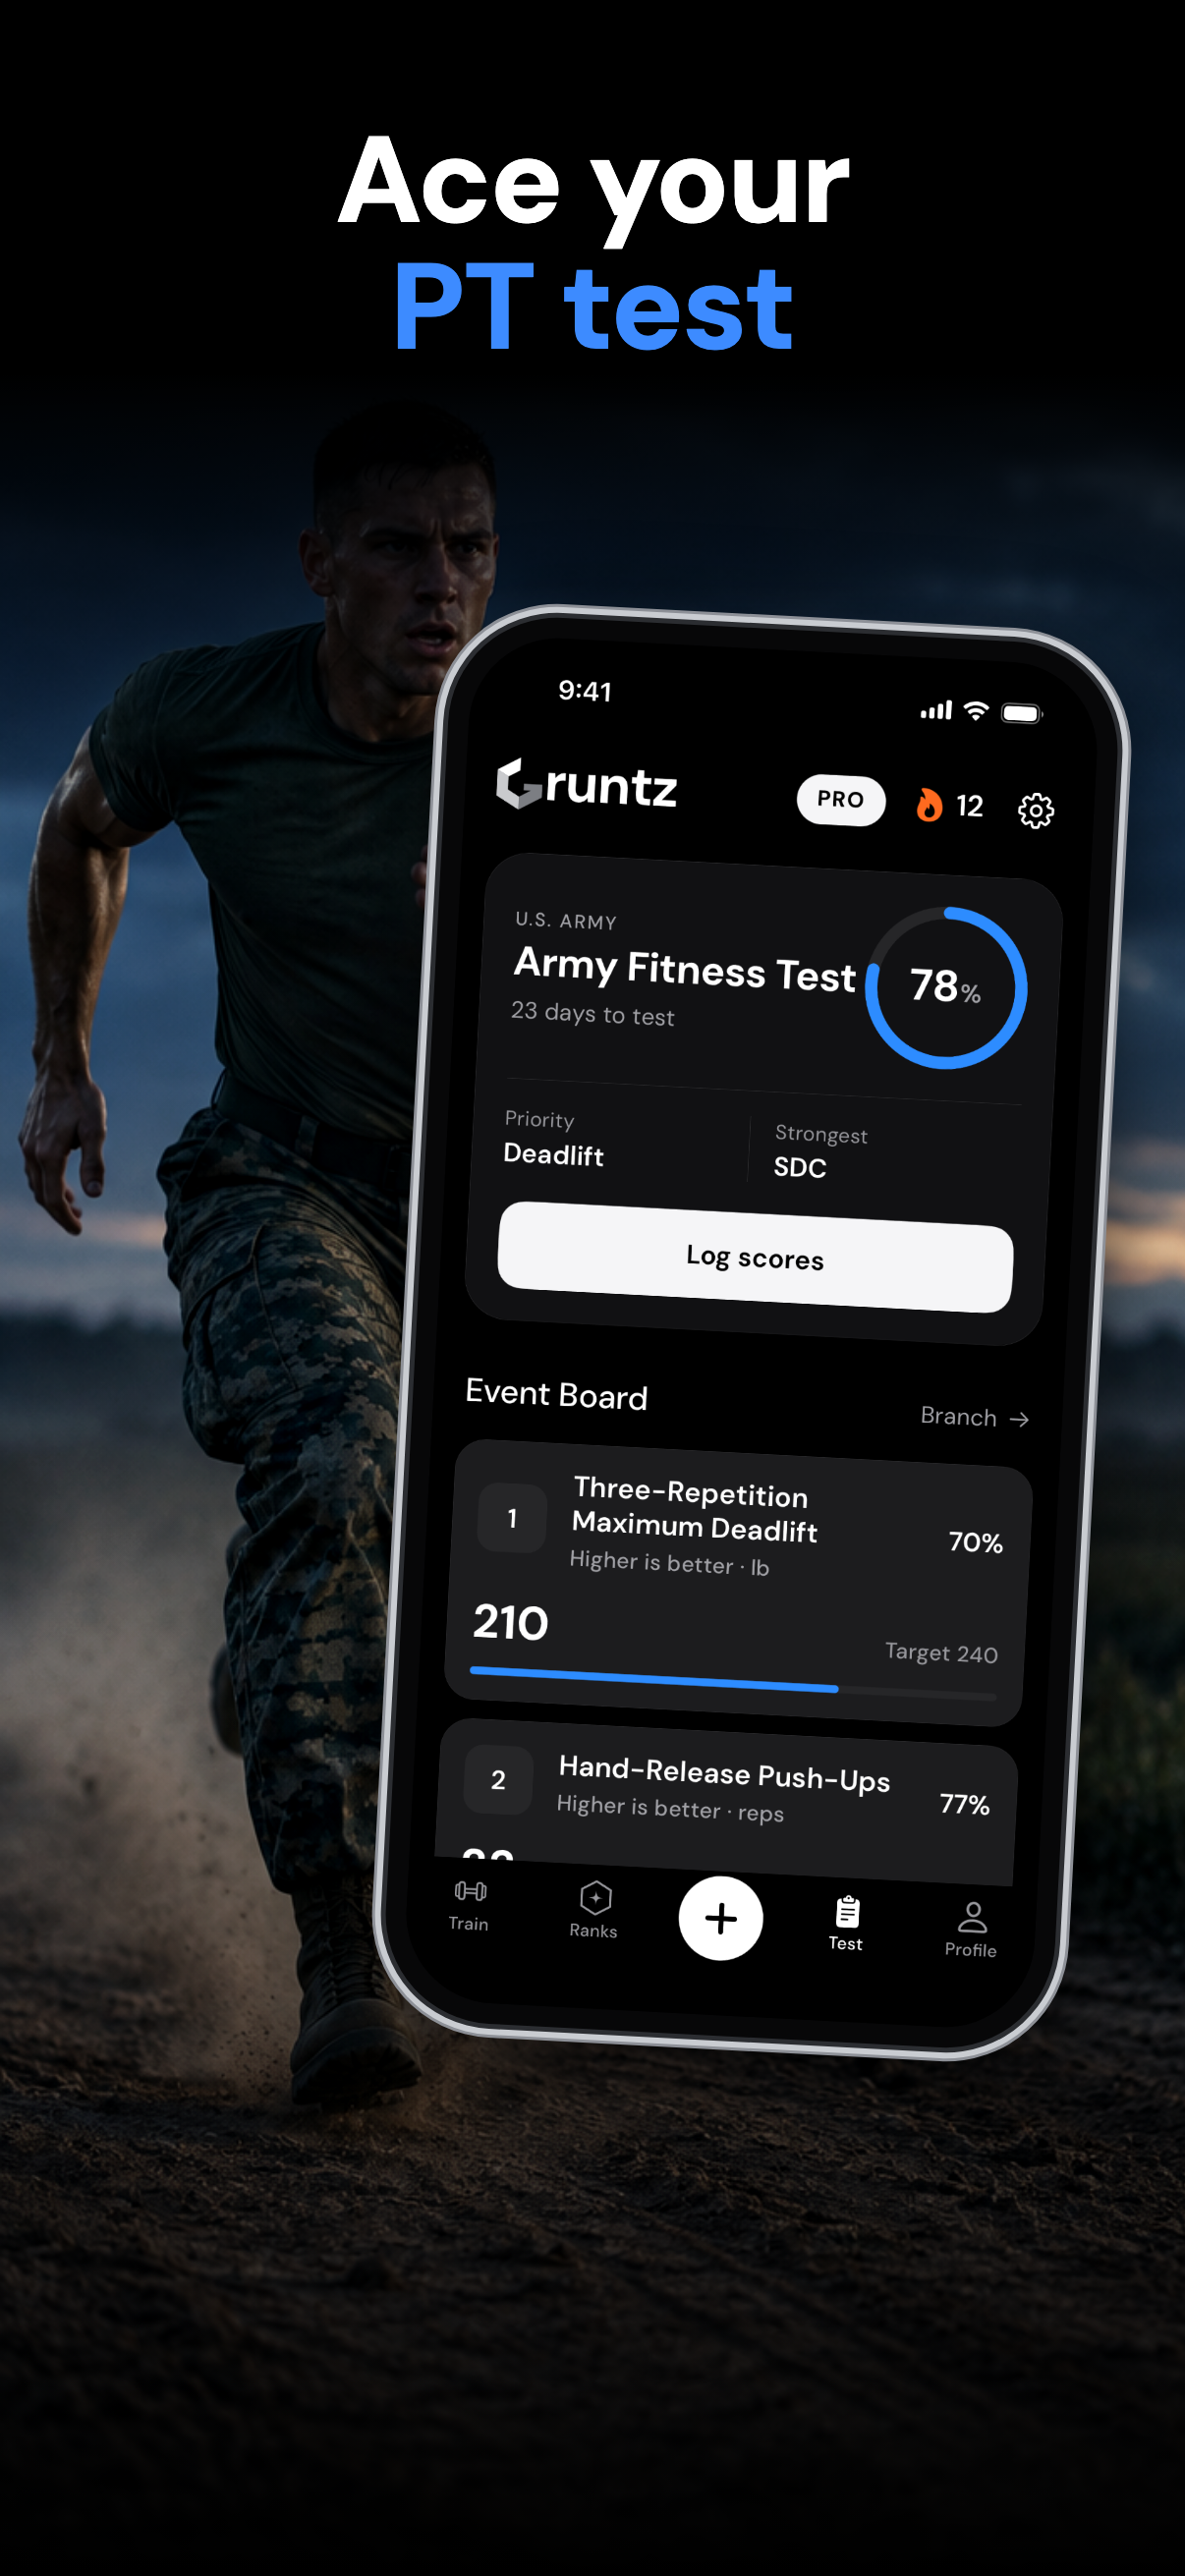 Ace your
PT test
9:41
Gruntz
PRO
12
U.S. ARMY
Army Fitness Test
23 days to test
78%
Priority
Deadlift
Strongest
SDC
Log scores
Event Board
Branch →
1
Three-Repetition
Maximum Deadlift
Higher is better · lb
70%
210
Target 240
2
Hand-Release Push-Ups
Higher is better · reps
77%
Train
Ranks
Test
Profile